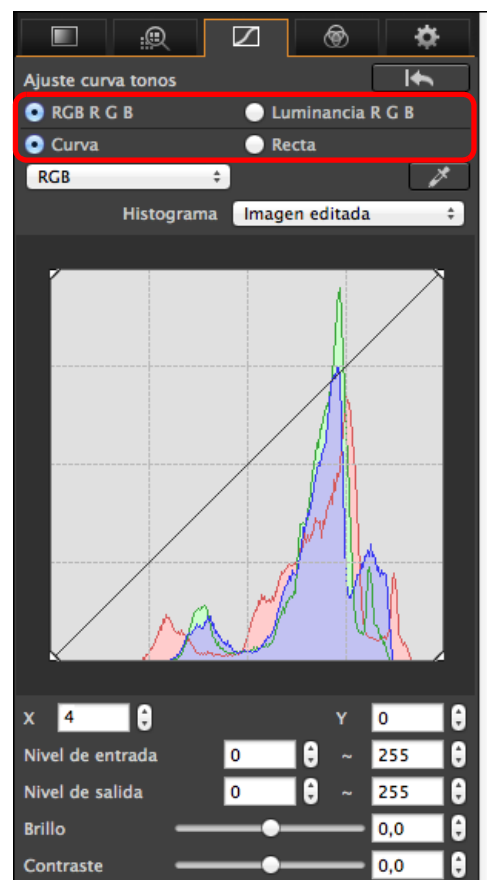 Ajuste curva tonos
RGB R G B Luminancia R G B
Curva Recta
RGB
Histograma Imagen editada
X 4 Y 0
Nivel de entrada 0 ~ 255
Nivel de salida 0 ~ 255
Brillo 0,0
Contraste 0,0